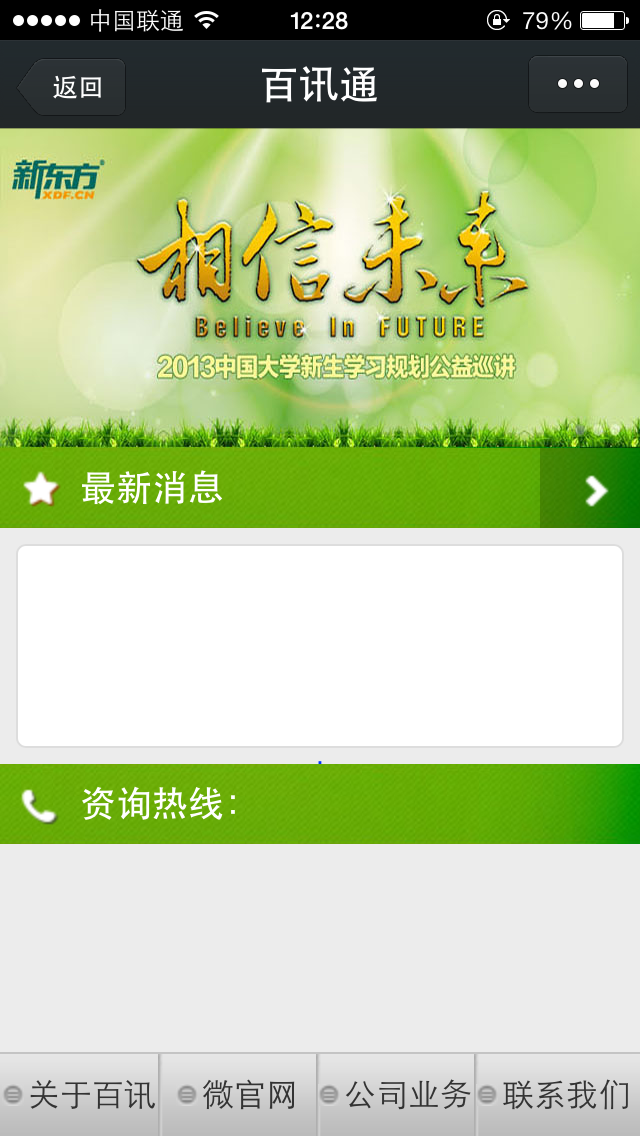 中国联通 12:28 79%
返回 百讯通
新东方
XDF.CN
相信未来
Believe In FUTURE
2013中国大学新生学习规划公益巡讲
最新消息
资询热线：
关于百讯 微官网 公司业务 联系我们